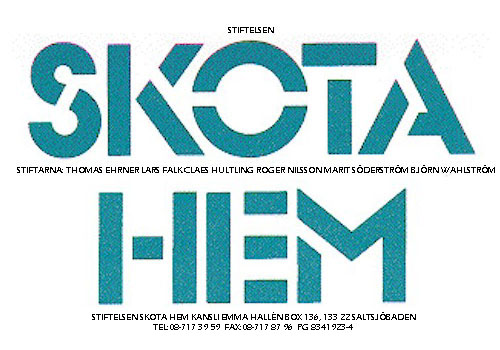 STIFTELSEN
SKOTA
STIFTARNA: THOMAS EHRNER LARS FALK CLAES HULTLING ROGER NILSSON MARIT SÖDERSTRÖM BJÖRN WAHLSTRÖM
HEM
STIFTELSEN SKOTA HEM KANSLI EMMA HALLÉN BOX 136, 133 22 SALTSJÖBADEN
TEL: 08-717 39 59 FAX: 08-717 87 96 PG 8341923-4